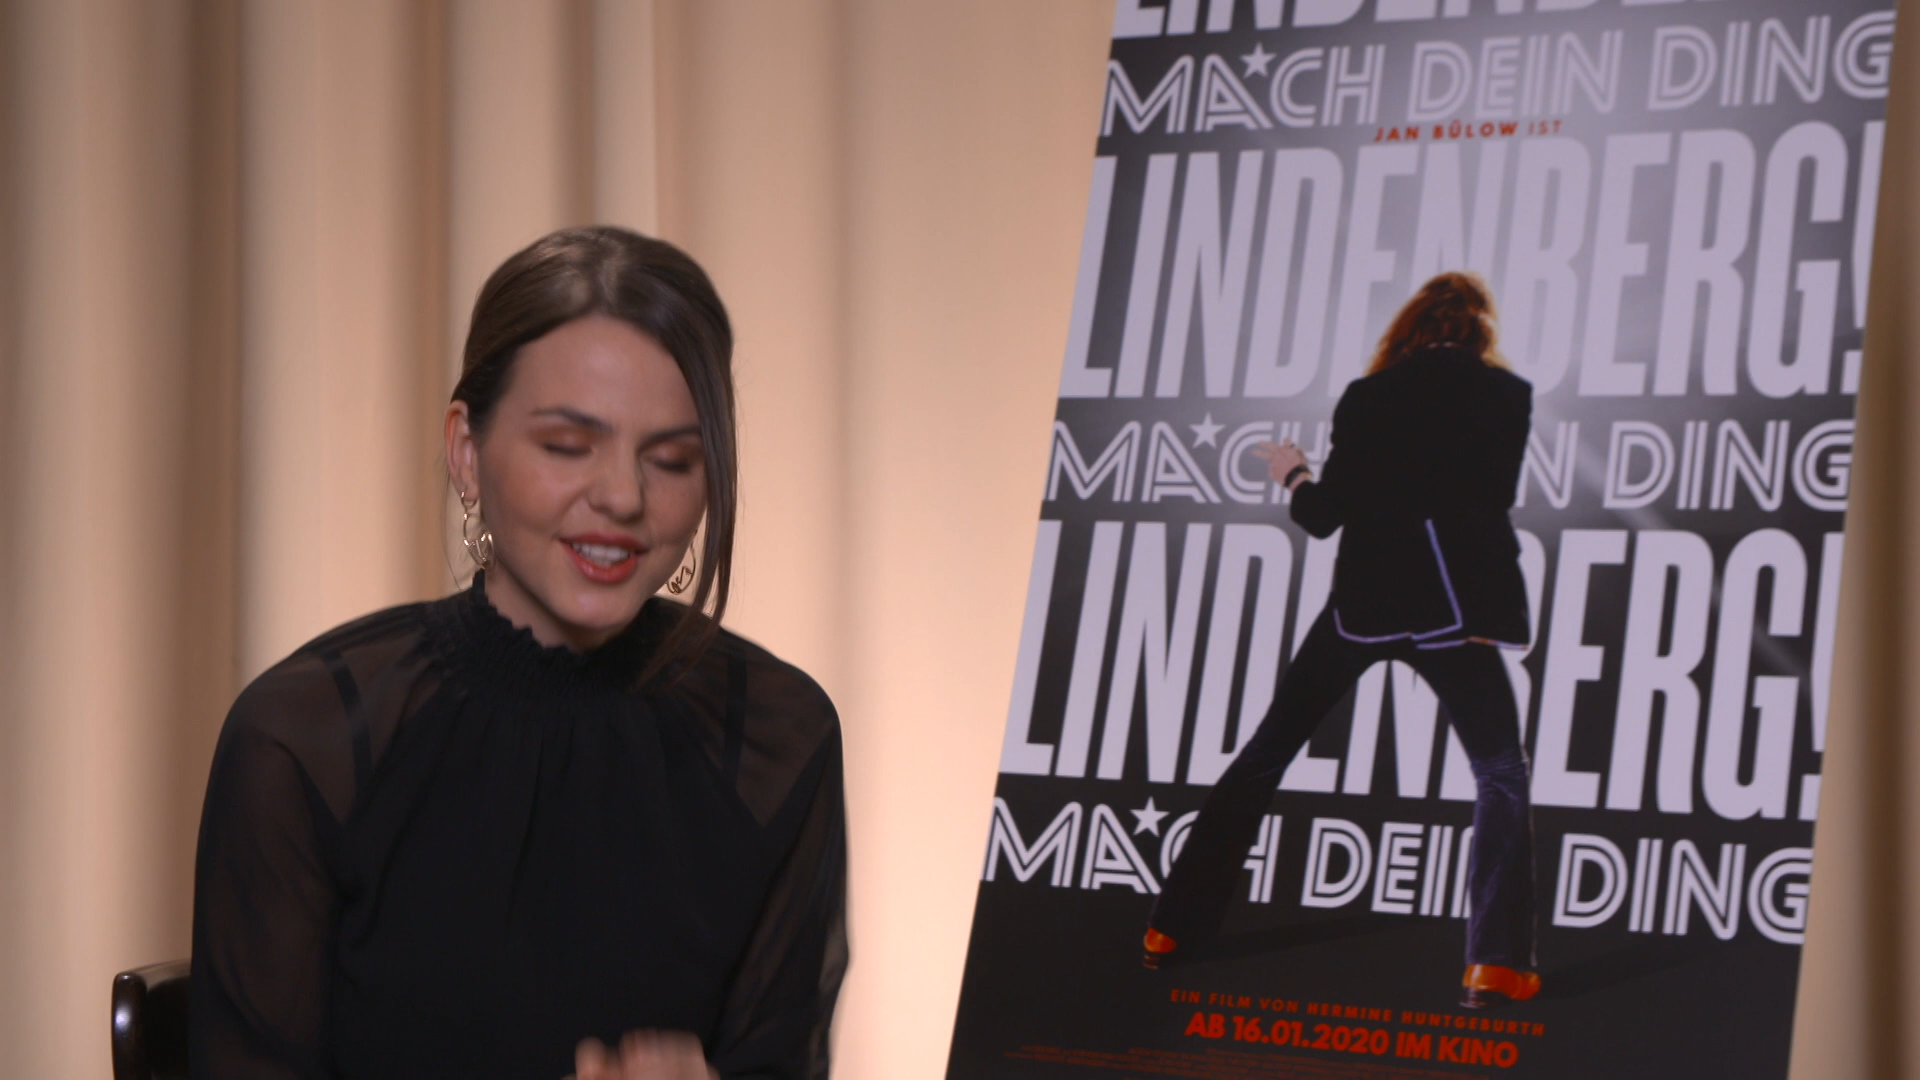 LINDENBERG!
MACH DEIN DING
JAN BÜLOW IST
LINDENBERG!
MACH DEIN DING
LINDENBERG!
MACH DEIN DING
EIN FILM VON HERMINE HUNTGEBURTH
AB 16.01.2020 IM KINO